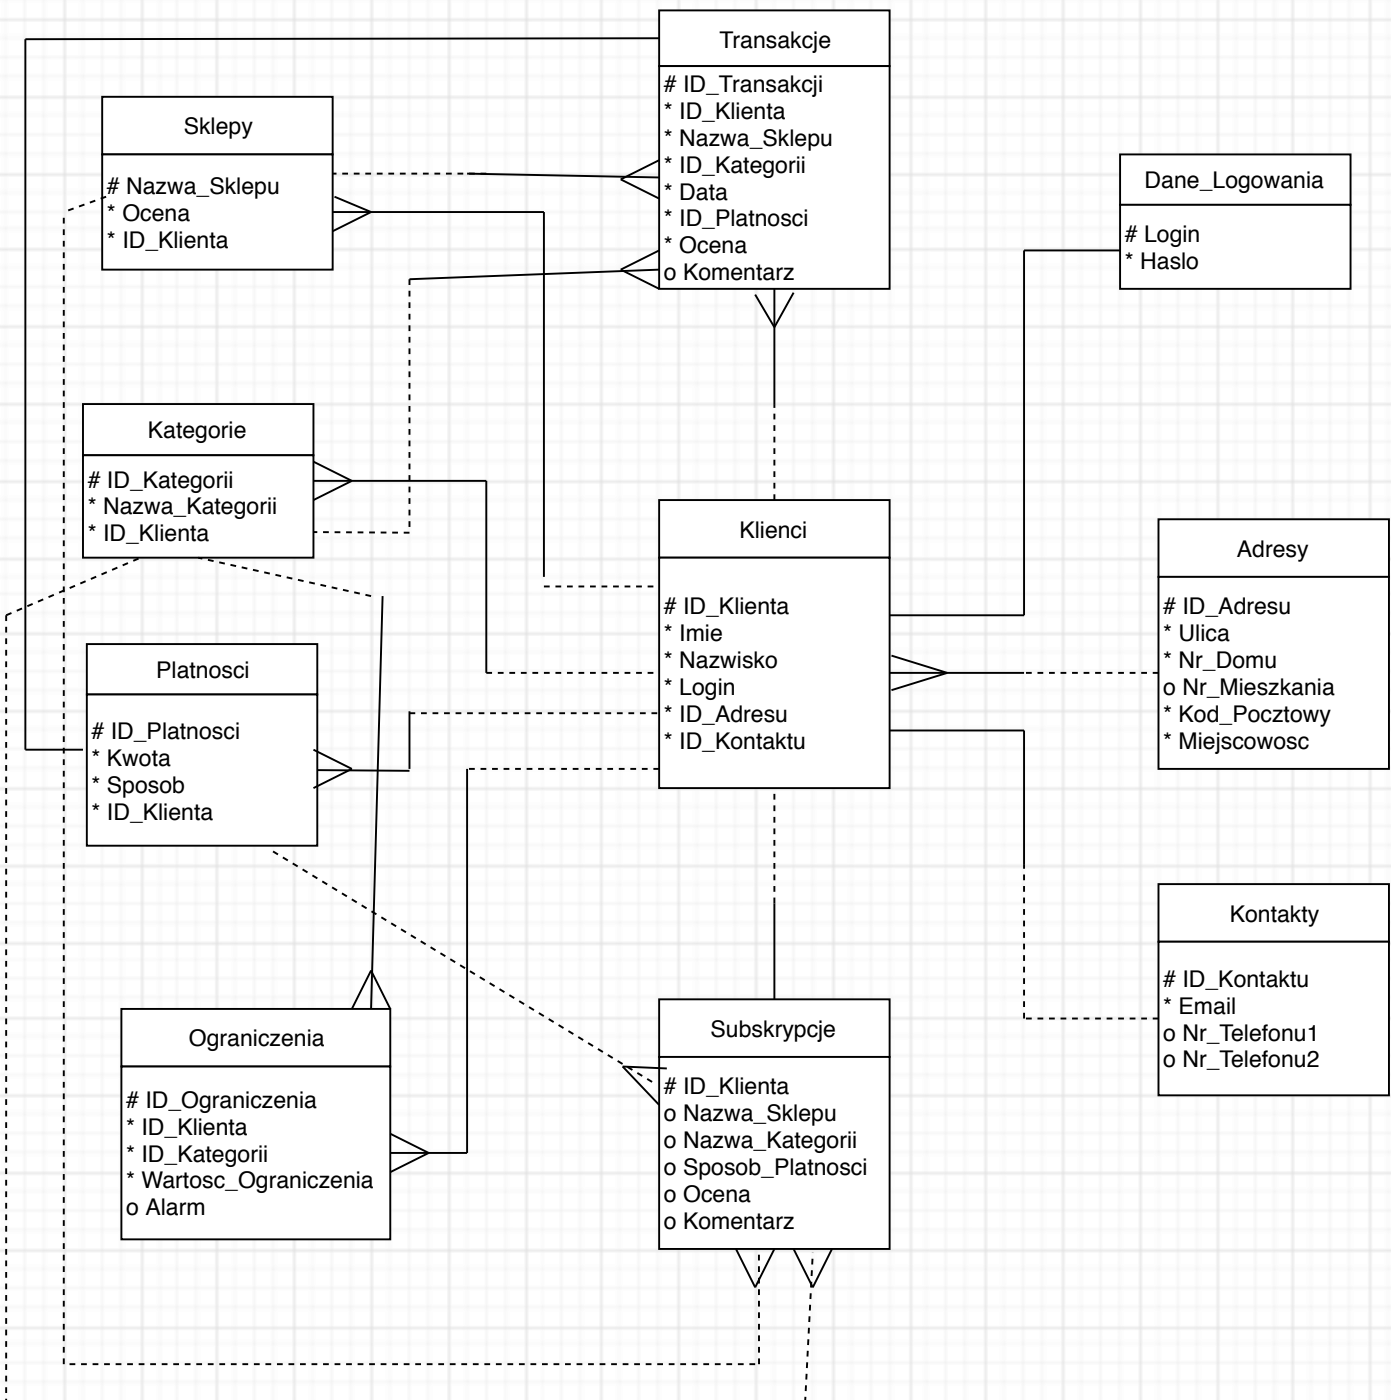 Transakcje
# ID_Transakcji
* ID_Klienta
* Nazwa_Sklepu
* ID_Kategorii
* Data
* ID_Platnosci
* Ocena
o Komentarz
Sklepy
# Nazwa_Sklepu
* Ocena
* ID_Klienta
Dane_Logowania
# Login
* Haslo
Kategorie
# ID_Kategorii
* Nazwa_Kategorii
* ID_Klienta
Klienci
# ID_Klienta
* Imie
* Nazwisko
* Login
* ID_Adresu
* ID_Kontaktu
Adresy
# ID_Adresu
* Ulica
* Nr_Domu
o Nr_Mieszkania
* Kod_Pocztowy
* Miejscowosc
Platnosci
# ID_Platnosci
* Kwota
* Sposob
* ID_Klienta
Kontakty
# ID_Kontaktu
* Email
o Nr_Telefonu1
o Nr_Telefonu2
Ograniczenia
# ID_Ograniczenia
* ID_Klienta
* ID_Kategorii
* Wartosc_Ograniczenia
o Alarm
Subskrypcje
# ID_Klienta
o Nazwa_Sklepu
o Nazwa_Kategorii
o Sposob_Platnosci
o Ocena
o Komentarz